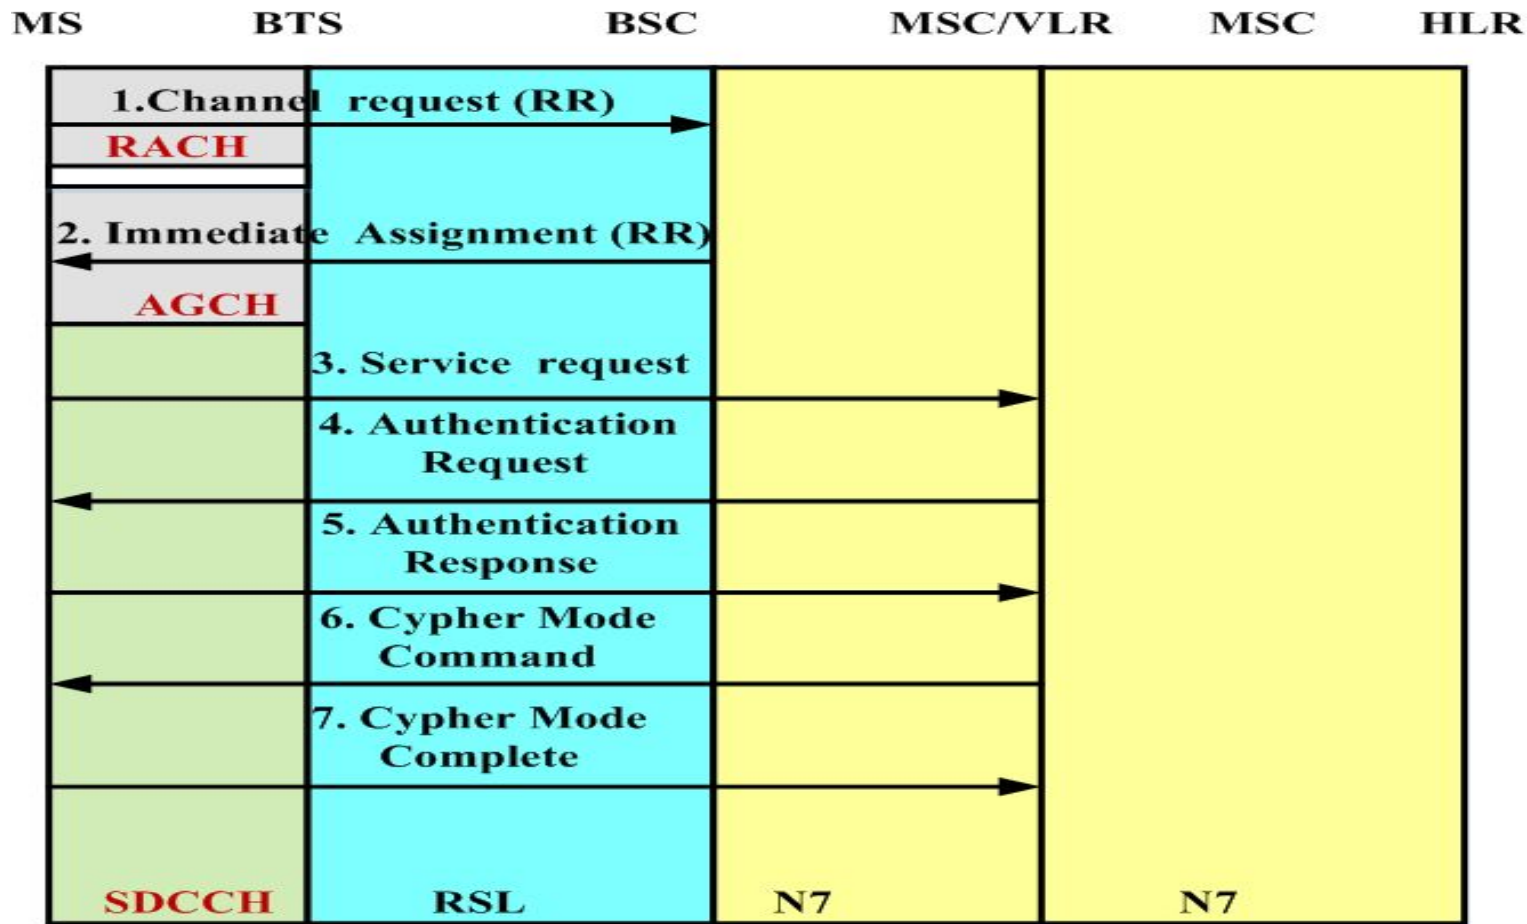 MS BTS BSC MSC/VLR MSC HLR
1.Channel request (RR)
RACH
2. Immediate Assignment (RR)
AGCH
3. Service request
4. Authentication
Request
5. Authentication
Response
6. Cypher Mode
Command
7. Cypher Mode
Complete
SDCCH RSL N7 N7